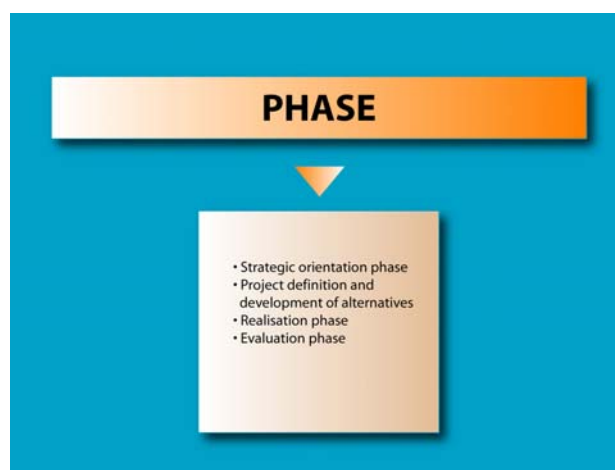 PHASE
• Strategic orientation phase
• Project definition and
development of alternatives
• Realisation phase
• Evaluation phase